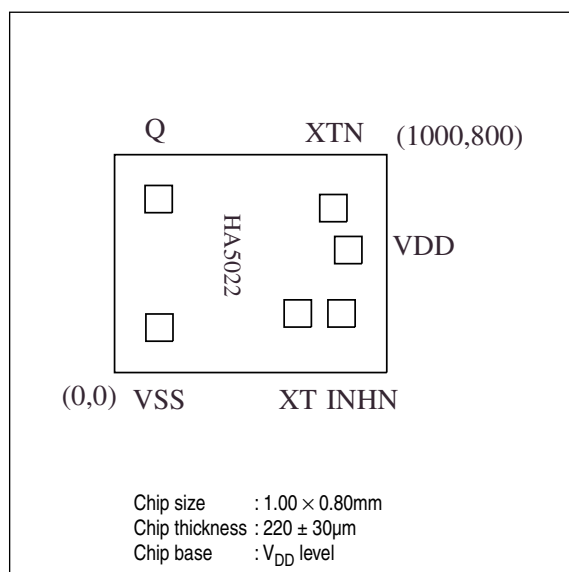 Q XTN (1000,800)
HA5022
VDD
(0,0) VSS XT INHN
Chip size : 1.00 × 0.80mm
Chip thickness : 220 ± 30μm
Chip base : VDD level